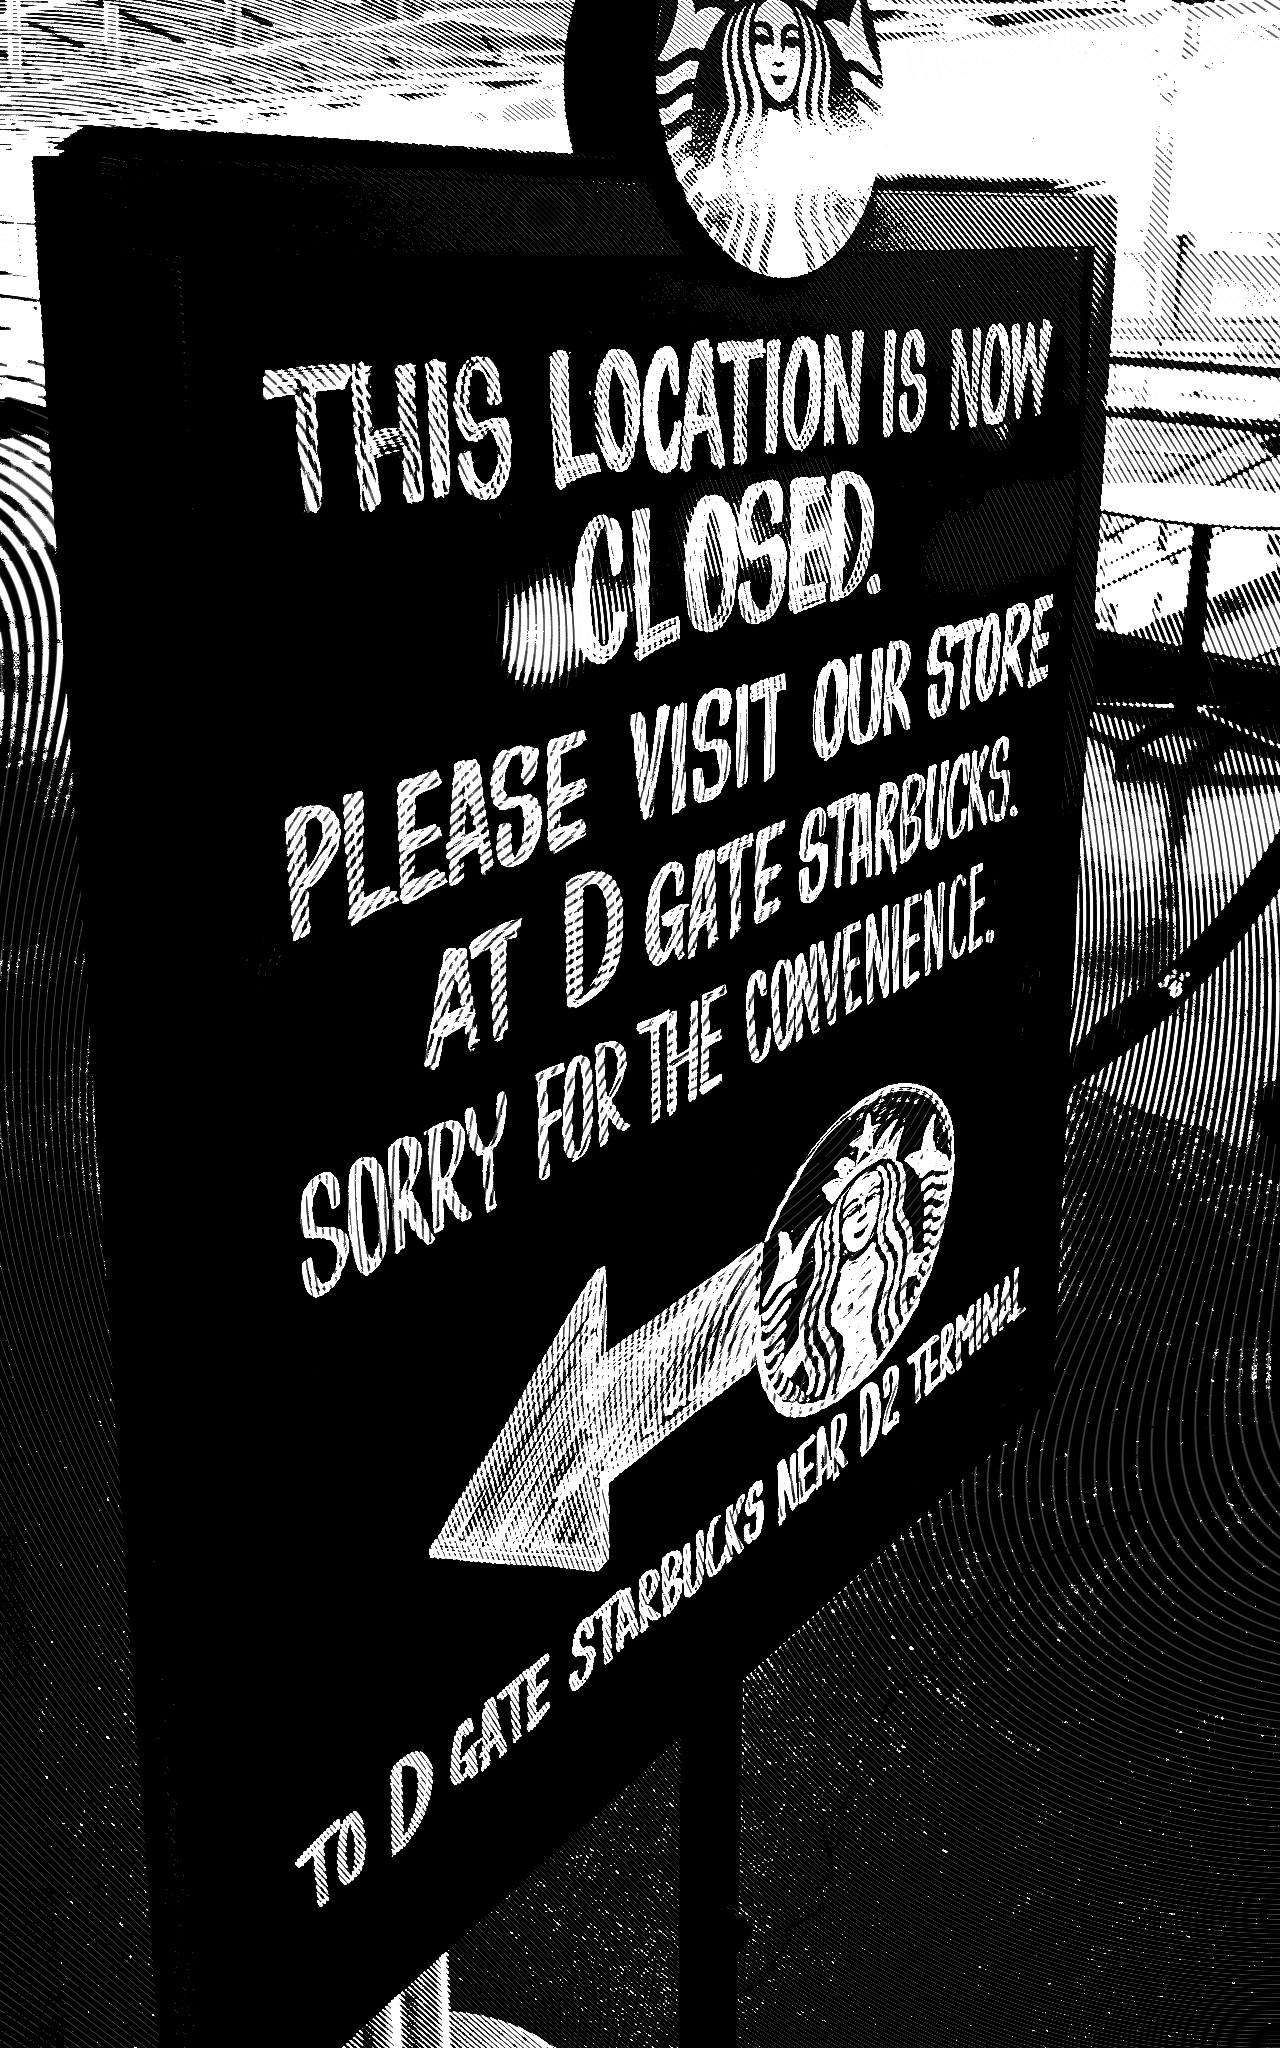 THIS LOCATION IS NOW
CLOSED.
PLEASE VISIT OUR STORE
AT D GATE STARBUCKS.
SORRY FOR THE CONVENIENCE.
TO D GATE STARBUCKS NEAR D2 TERMINAL